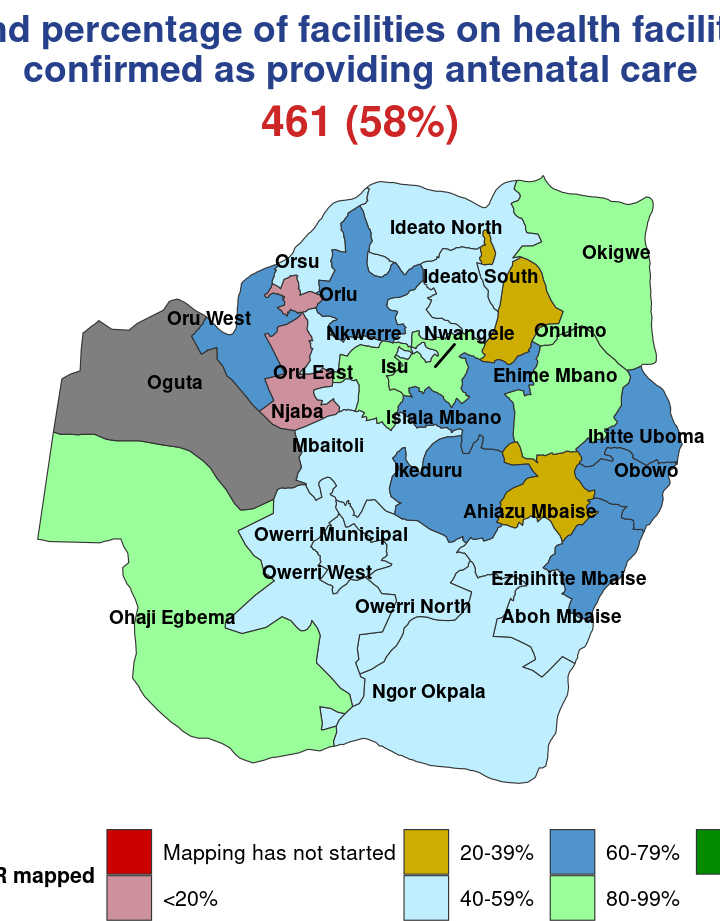 nd percentage of facilities on health facilit
confirmed as providing antenatal care
461 (58%)
Ideato North
Okigwe
Orsu
Ideato South
Orlu
Oru West
Nkwerre
Nwangele
Onuimo
Isu
Oru East
Ehime Mbano
Oguta
Njaba
Isiala Mbano
Ihitte Uboma
Mbaitoli
Ikeduru
Obowo
Ahiazu Mbaise
Owerri Municipal
Owerri West
Ezinihitte Mbaise
Owerri North
Ohaji Egbema
Aboh Mbaise
Ngor Okpala
R mapped
Mapping has not started
20-39%
60-79%
<20%
40-59%
80-99%